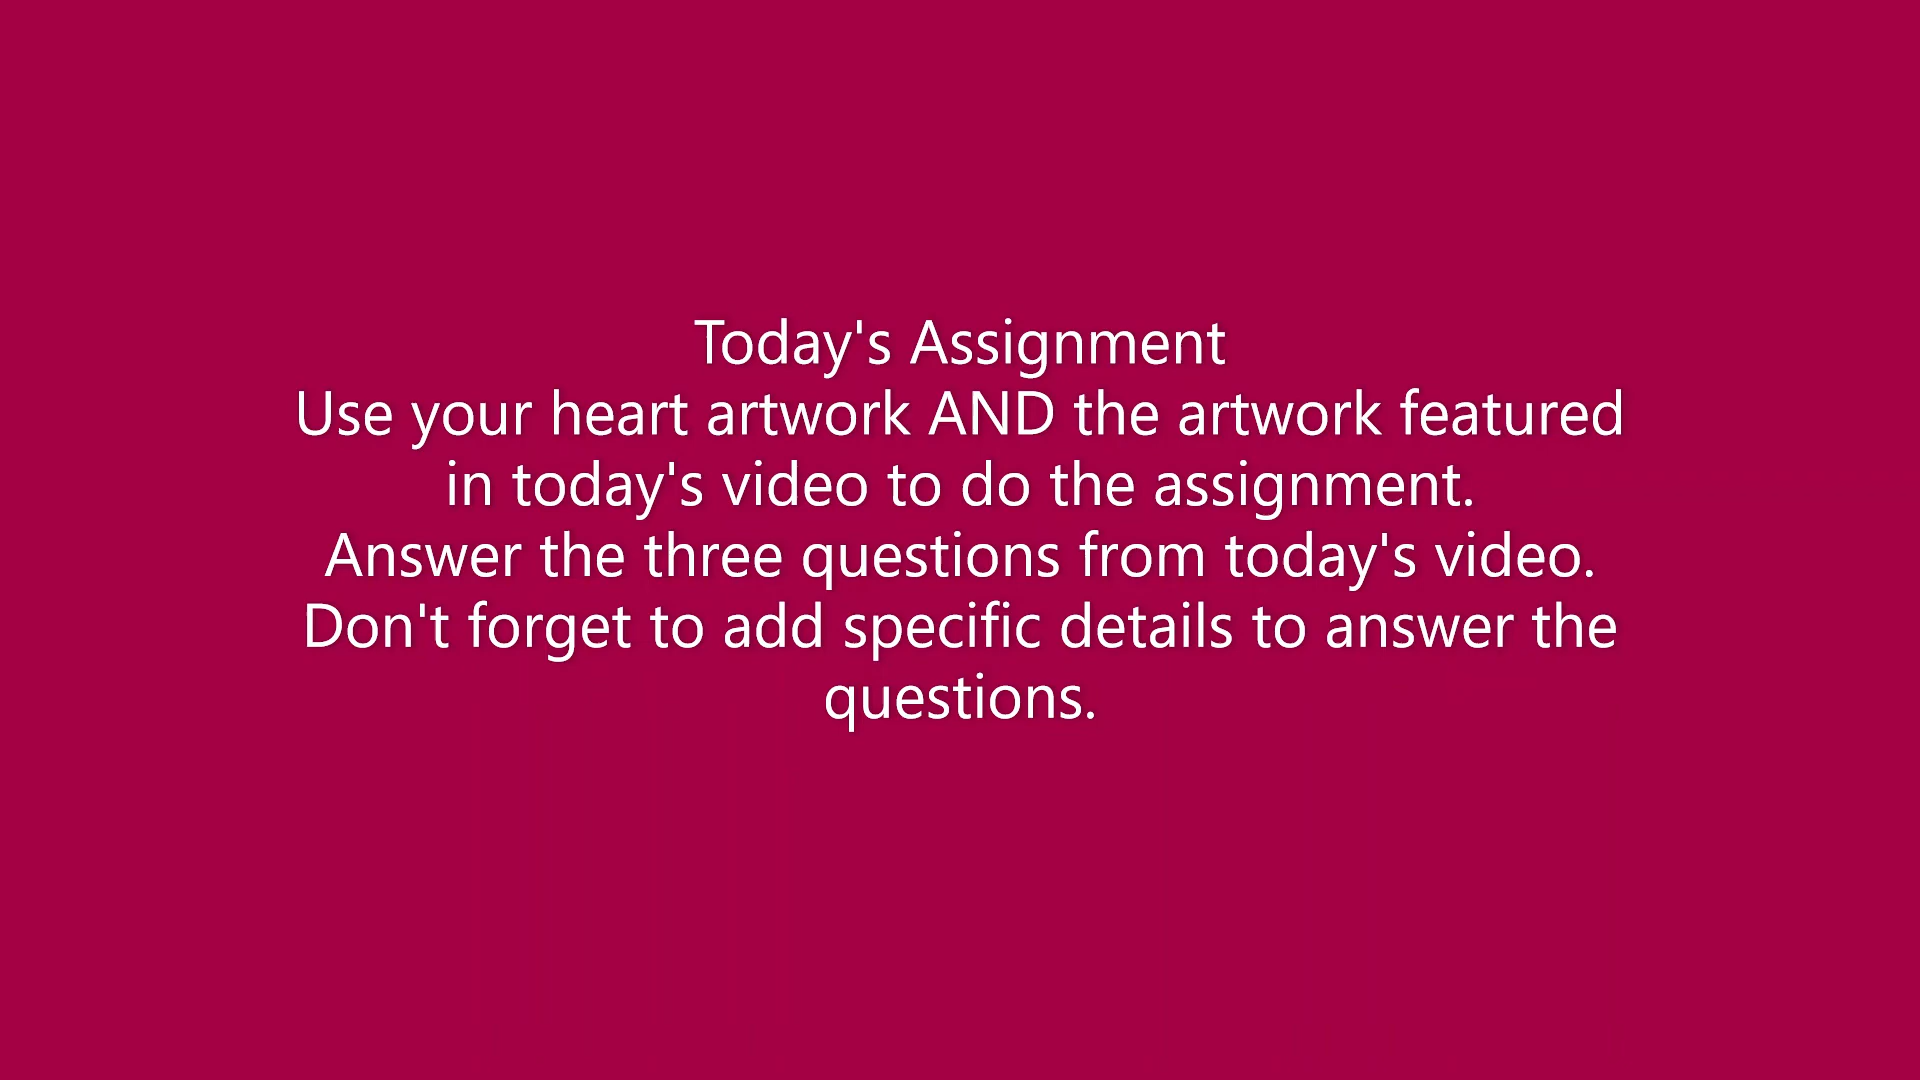 Today's Assignment
Use your heart artwork AND the artwork featured
in today's video to do the assignment.
Answer the three questions from today's video.
Don't forget to add specific details to answer the
questions.